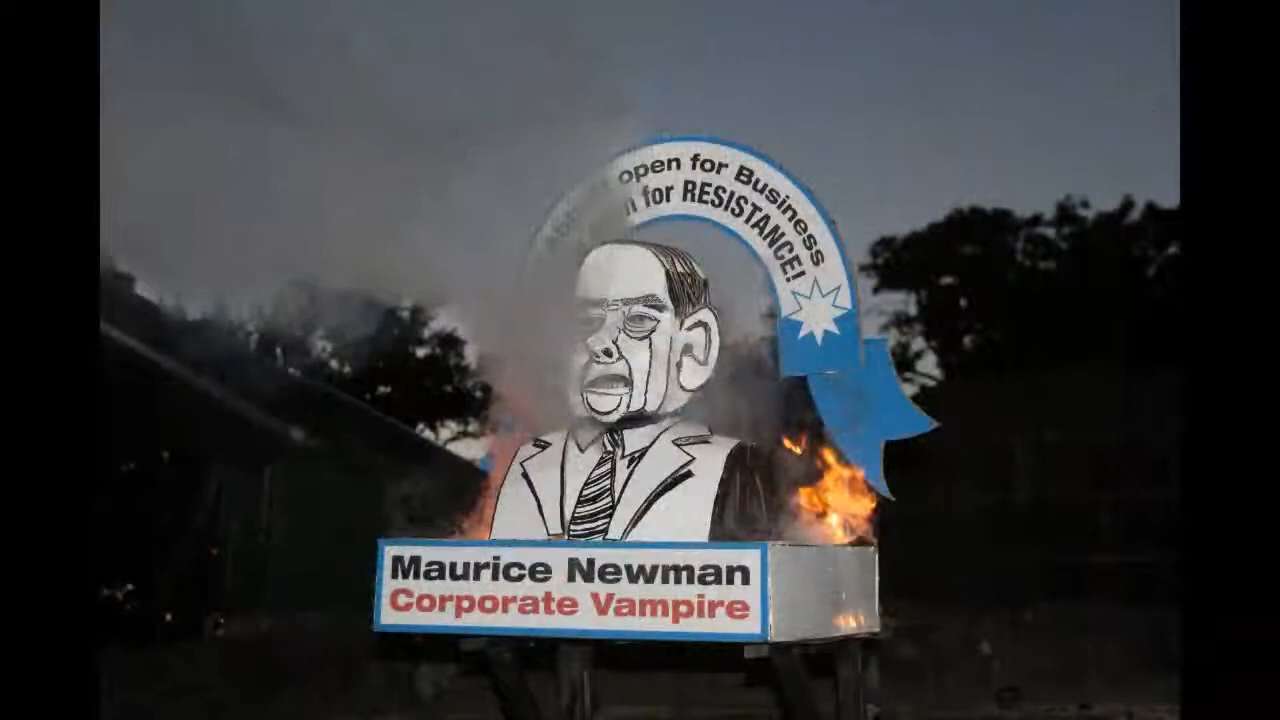 open for Business
for RESISTANCE!
Maurice Newman
Corporate Vampire